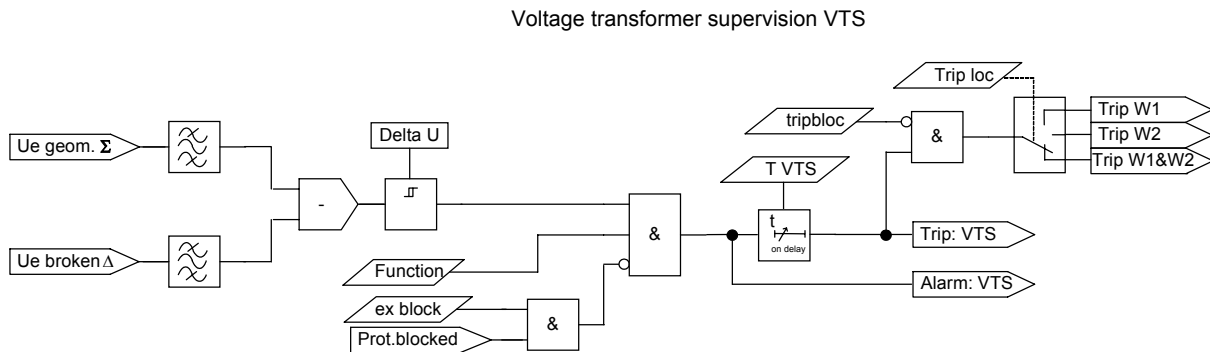 Voltage transformer supervision VTS
Trip loc
tripbloc
&
Trip W1
Trip W2
Trip W1&W2
Ue geom. Σ
Delta U
T VTS
-
&
t
on delay
Trip: VTS
Ue broken Δ
Function
Alarm: VTS
ex block
&
Prot.blocked